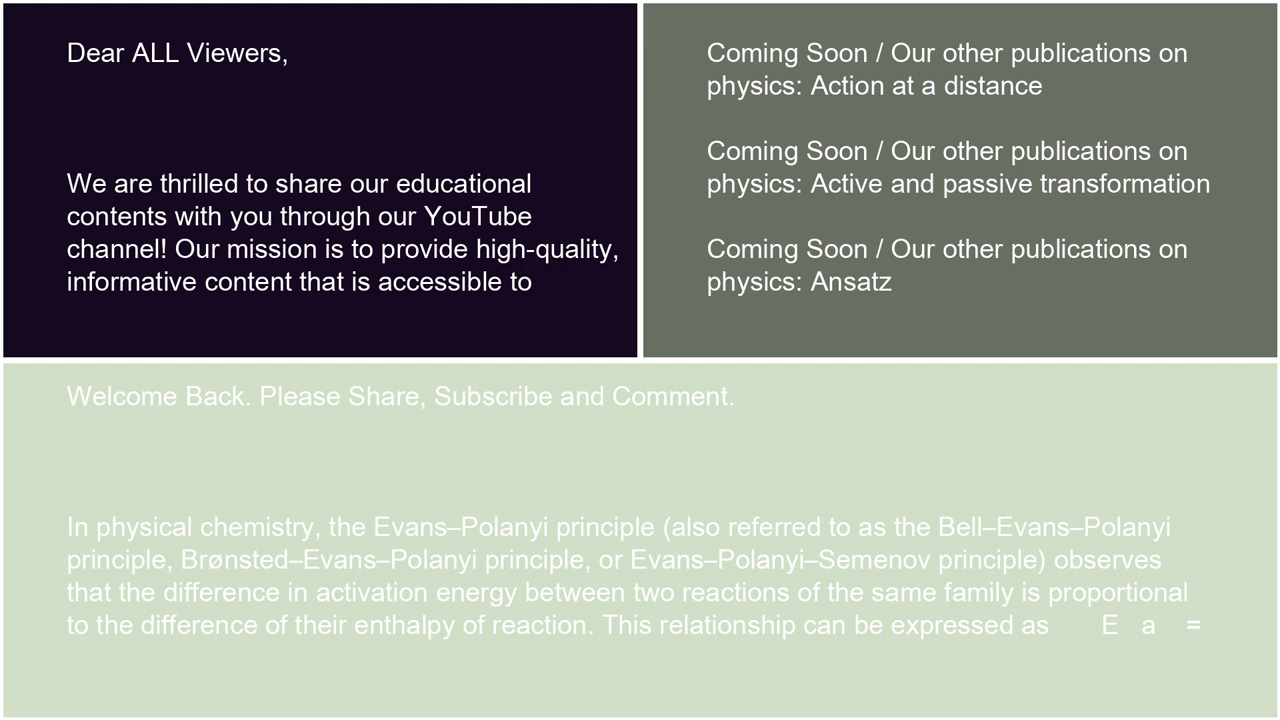 Dear ALL Viewers,
We are thrilled to share our educational
contents with you through our YouTube
channel! Our mission is to provide high-quality,
informative content that is accessible to
Coming Soon / Our other publications on
physics: Action at a distance
Coming Soon / Our other publications on
physics: Active and passive transformation
Coming Soon / Our other publications on
physics: Ansatz
Welcome Back. Please Share, Subscribe and Comment.
In physical chemistry, the Evans–Polanyi principle (also referred to as the Bell–Evans–Polanyi
principle, Brønsted–Evans–Polanyi principle, or Evans–Polanyi–Semenov principle) observes
that the difference in activation energy between two reactions of the same family is proportional
to the difference of their enthalpy of reaction. This relationship can be expressed as E a =